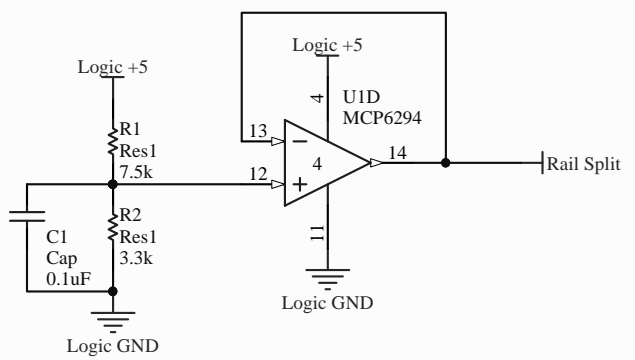 Logic +5
Logic +5
4
U1D
MCP6294
R1
Res1
7.5k
13
12
4
14
Rail Split
R2
Res1
3.3k
C1
Cap
0.1uF
11
Logic GND
Logic GND